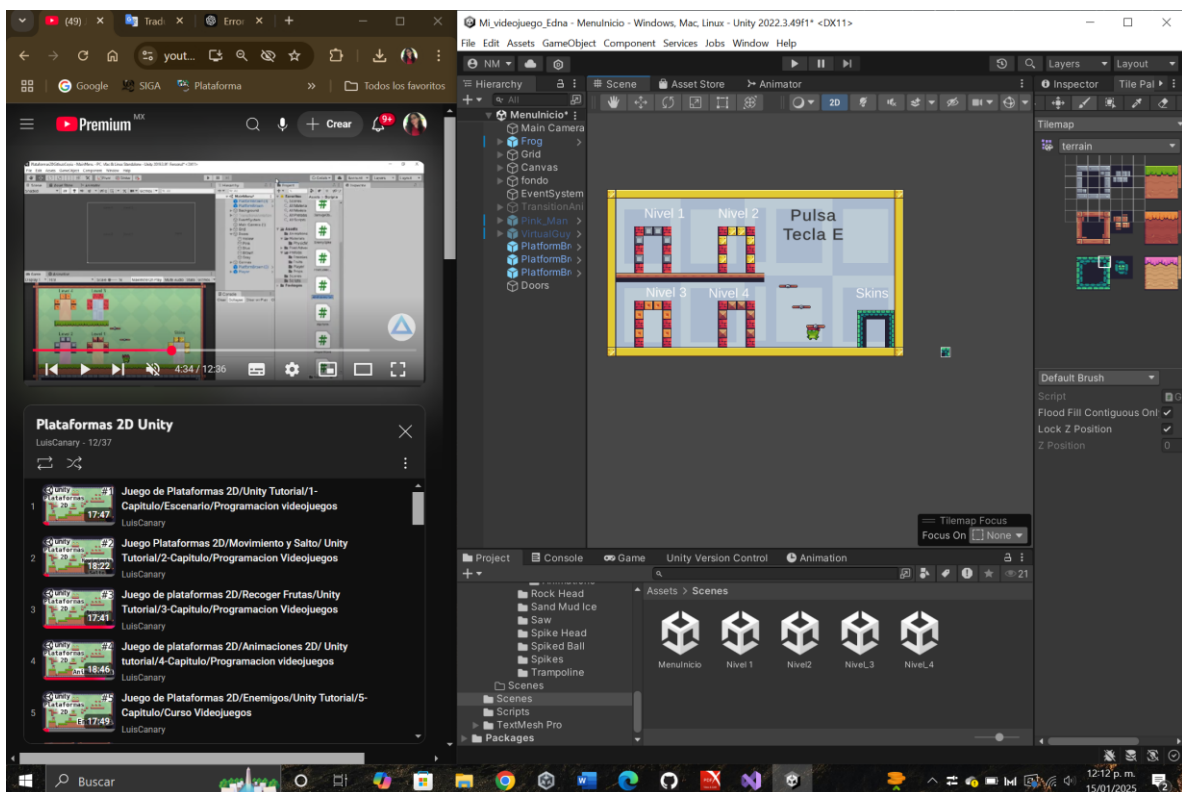 (49)
Trad
Error
yout...
Google
SIGA
Plataforma
»
Todos los favoritos
Premium MX
Crear
9+
4:34 / 12:36
Plataformas 2D Unity
LuisCanary - 12/37
1
17:47
Juego de Plataformas 2D/Unity Tutorial/1-
Capitulo/Escenario/Programacion videojuegos
LuisCanary
2
18:22
Juego Plataformas 2D/Movimiento y Salto/ Unity
Tutorial/2-Capitulo/Programacion Videojuegos
LuisCanary
3
17:41
Juego de plataformas 2D/Recoger Frutas/Unity
Tutorial/3-Capitulo/Programacion Videojuegos
LuisCanary
4
18:46
Juego de plataformas 2D/Animaciones 2D/ Unity
tutorial/4-Capitulo/Programacion videojuegos
LuisCanary
5
17:49
Juego de Plataformas 2D/Enemigos/Unity Tutorial/5-
Capitulo/Curso Videojuegos
LuisCanary
Mi_videojuego_Edna - MenuInicio - Windows, Mac, Linux - Unity 2022.3.49f1* <DX11>
File Edit Assets GameObject Component Services Jobs Window Help
NM
Layers
Layout
Hierarchy
All
MenuInicio*
Main Camera
Frog
Grid
Canvas
fondo
EventSystem
TransitionAni
Pink_Man
VirtualGuy
PlatformBr
PlatformBr
PlatformBr
Doors
Scene
Asset Store
Animator
2D
Nivel 1
Nivel 2
Pulsa
Tecla E
Nivel 3
Nivel 4
Skins
Tilemap Focus
Focus On
None
Inspector
Tile Pal
Tilemap
terrain
Default Brush
Script
Flood Fill Contiguous Onl
Lock Z Position
Z Position
0
Project
Console
Game
Unity Version Control
Animation
21
Rock Head
Sand Mud Ice
Saw
Spike Head
Spiked Ball
Spikes
Trampoline
Scenes
Scenes
Scripts
TextMesh Pro
Packages
Assets > Scenes
MenuInicio
Nivel 1
Nivel2
Nivel_3
Nivel_4
Buscar
12:12 p. m.
15/01/2025
2